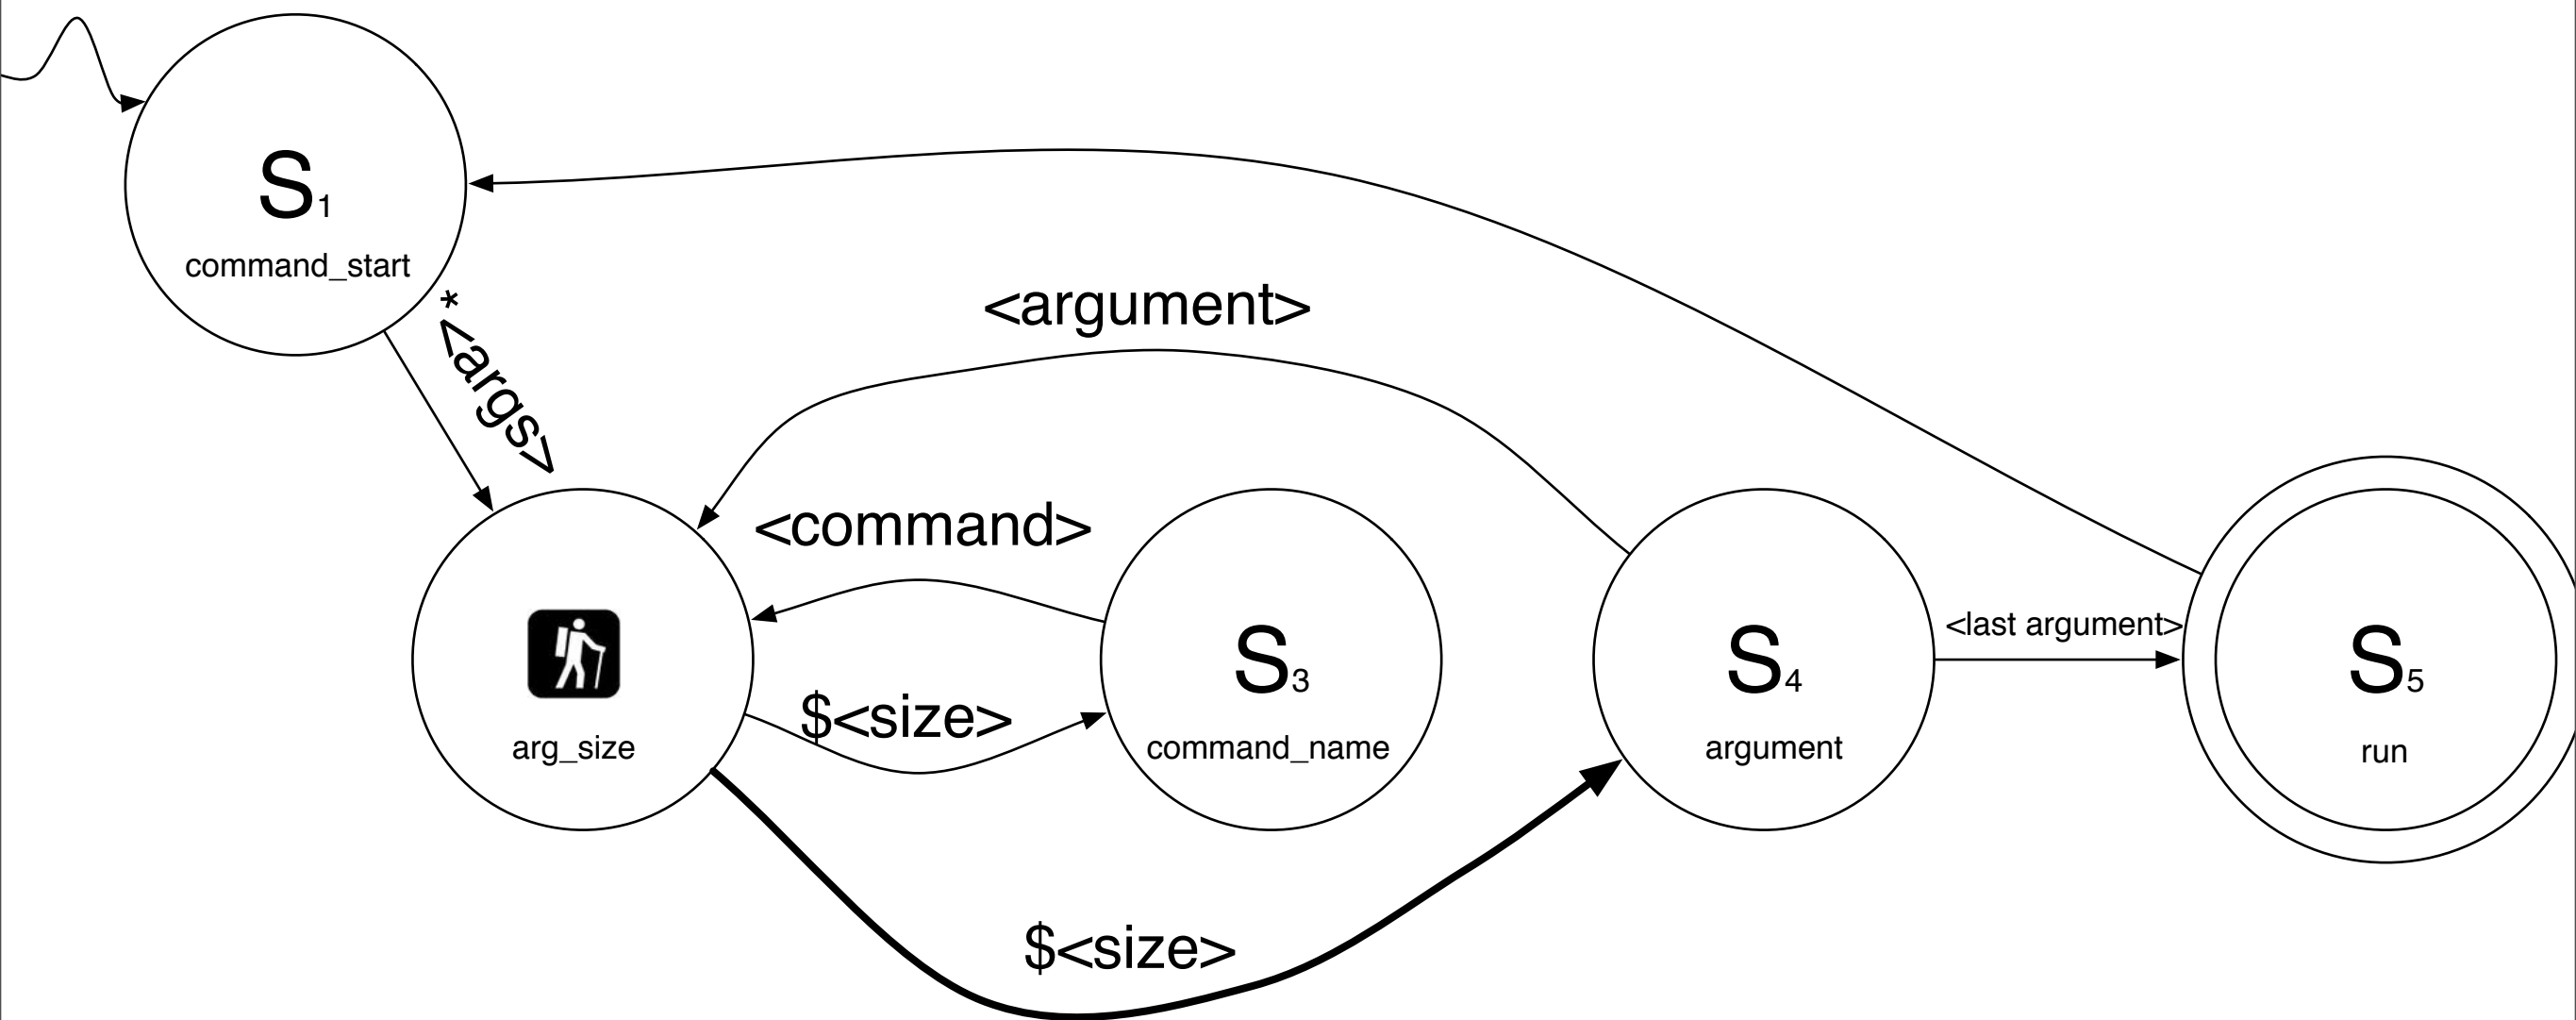 S1
command_start
*<args>
<argument>
<command>
$<size>
arg_size
S3
command_name
S4
argument
<last argument>
S5
run
$<size>